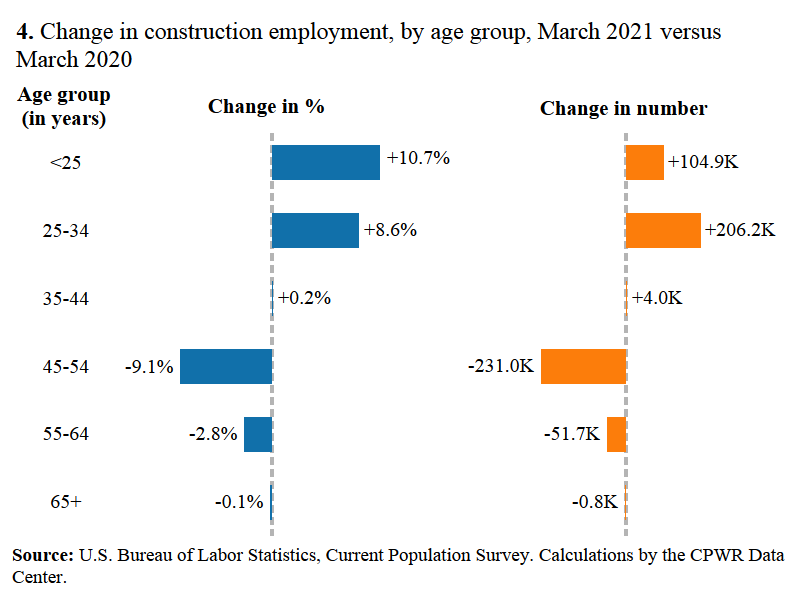 4. Change in construction employment, by age group, March 2021 versus
March 2020
Age group
(in years)
Change in %
Change in number
<25
+10.7%
+104.9K
25-34
+8.6%
+206.2K
35-44
+0.2%
+4.0K
45-54
-9.1%
-231.0K
55-64
-2.8%
-51.7K
65+
-0.1%
-0.8K
Source: U.S. Bureau of Labor Statistics, Current Population Survey. Calculations by the CPWR Data
Center.